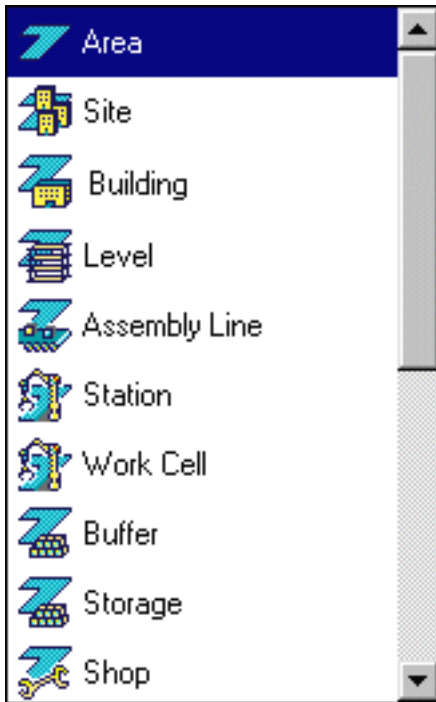 Area
Site
Building
Level
Assembly Line
Station
Work Cell
Buffer
Storage
Shop